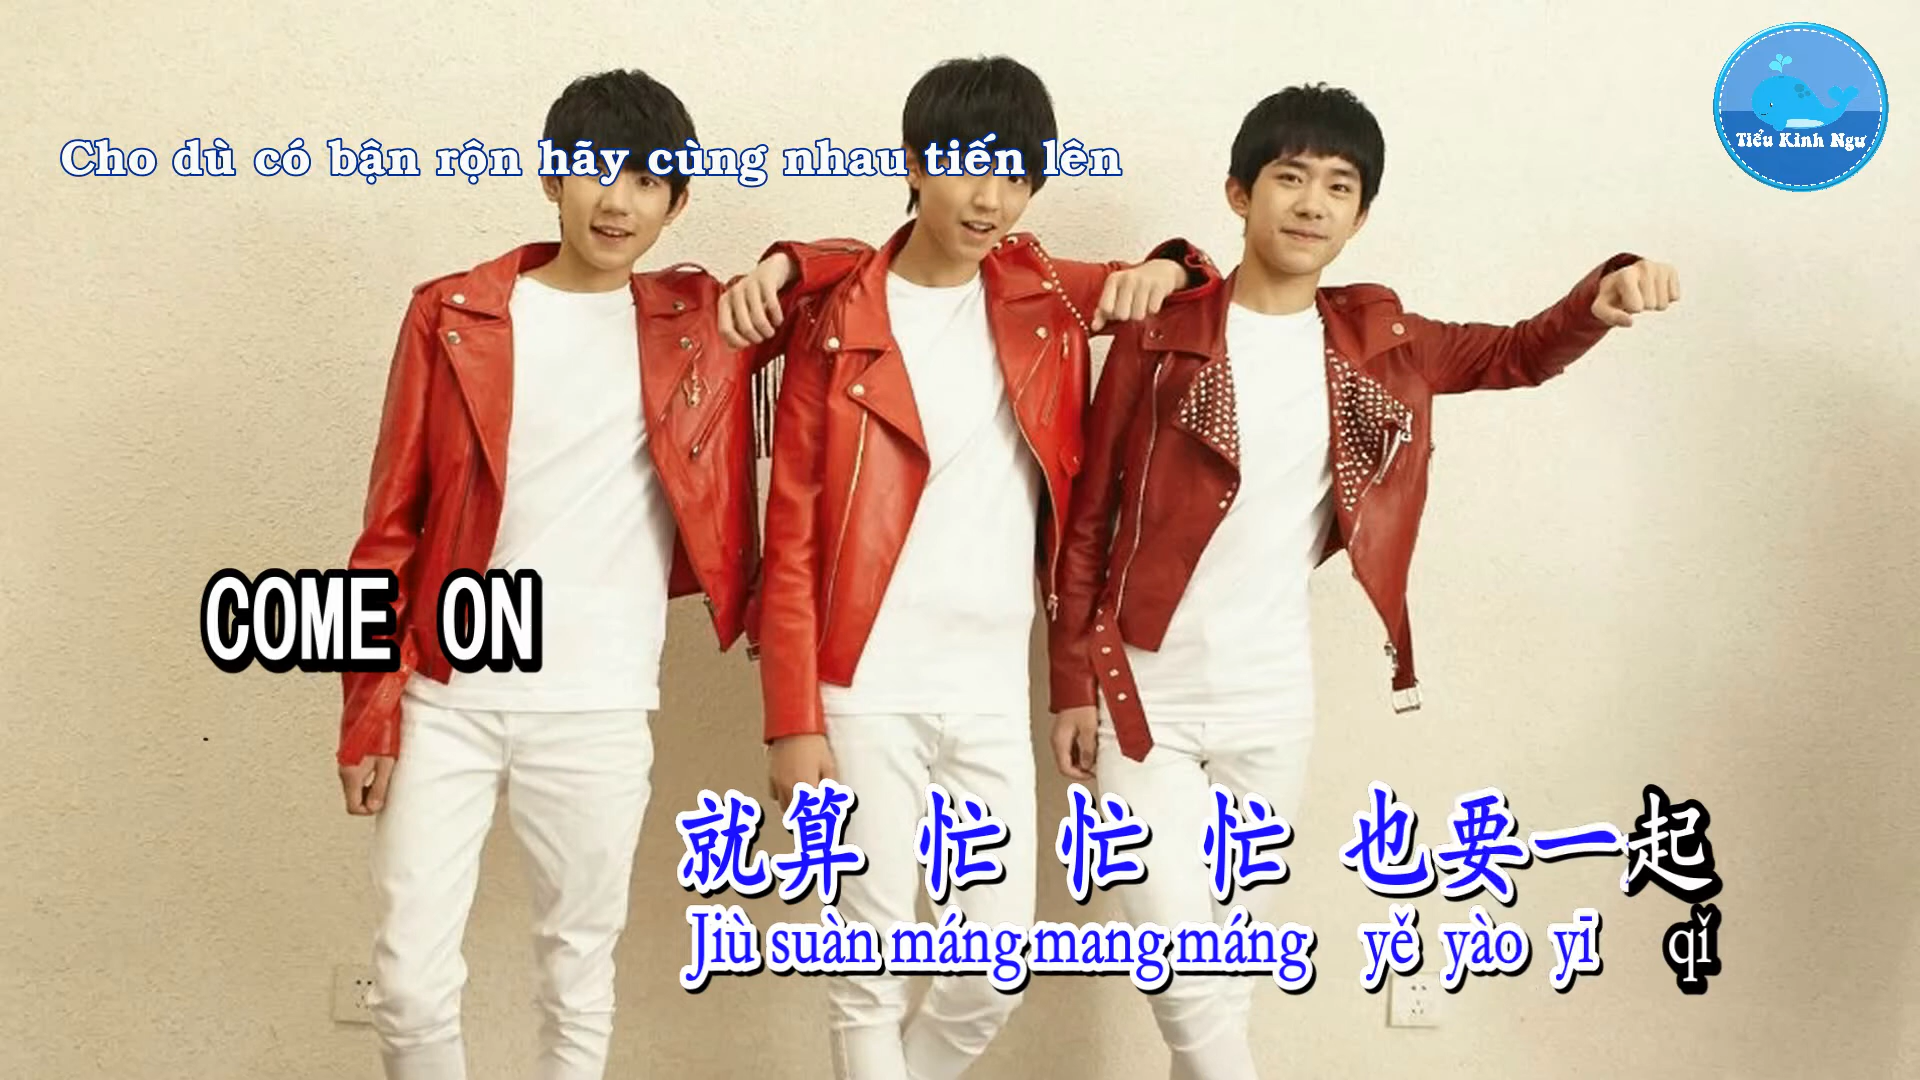 Tiểu Kình Ngư
Cho dù có bận rộn hãy cùng nhau tiến lên
COME ON
就算 忙 忙 忙 也要一起
Jiù suàn máng mang máng yě yào yī qǐ